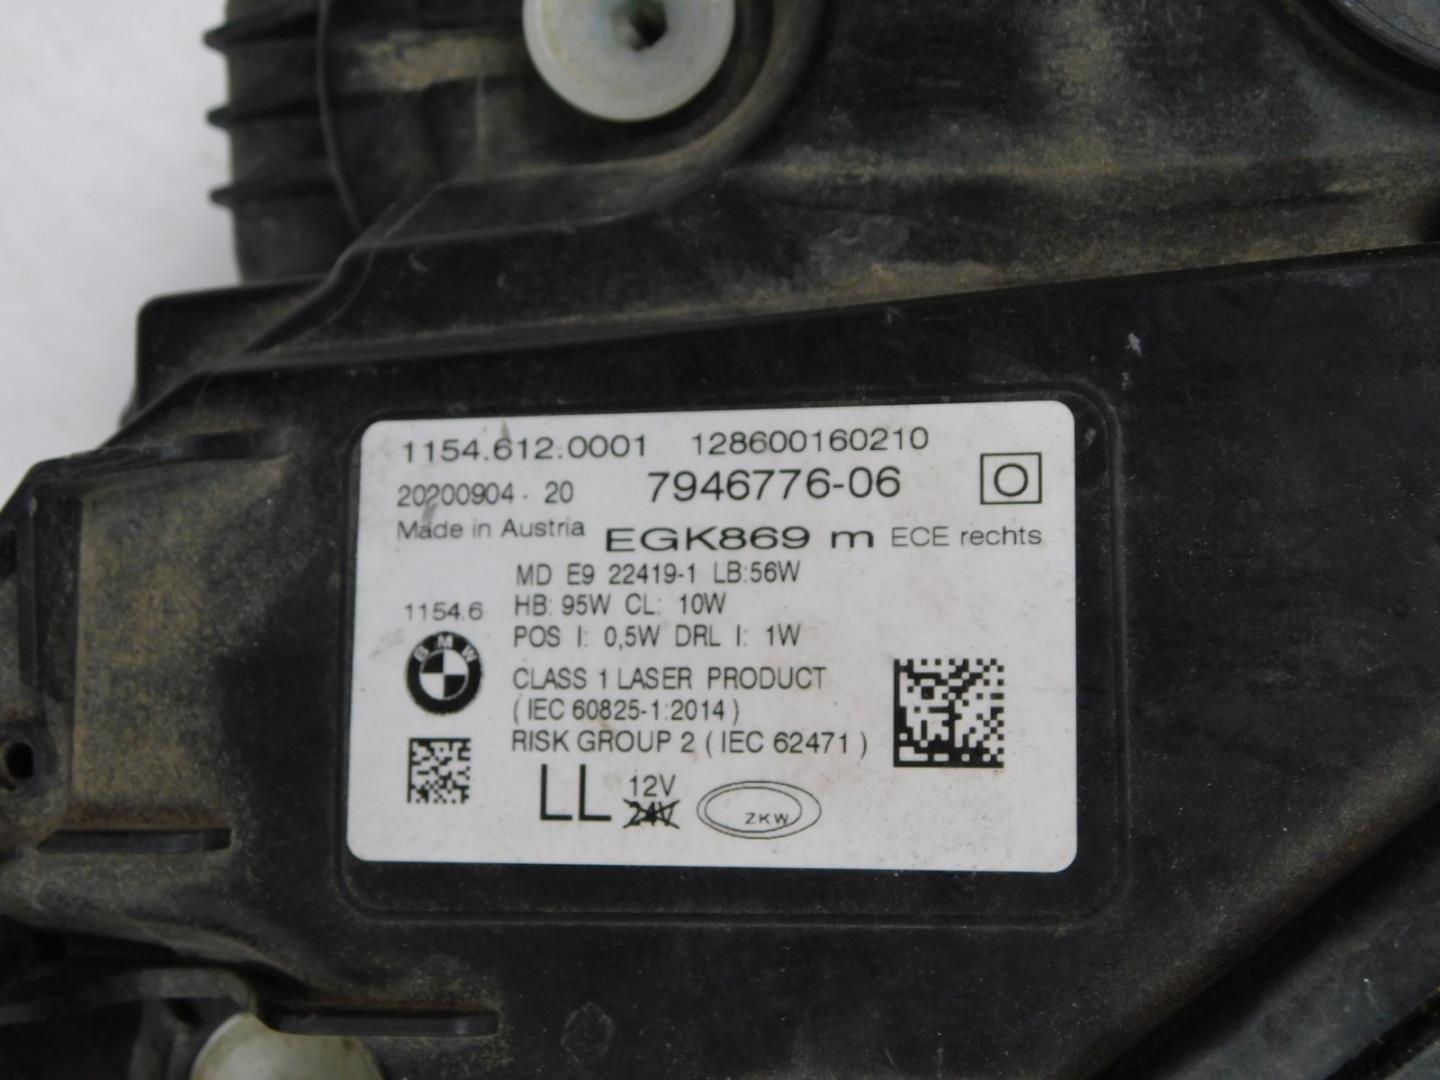 1154.612.0001 128600160210
20200904 - 20 7946776-06 O
Made in Austria EGK869 m ECE rechts
MD E9 22419-1 LB:56W
1154.6 HB: 95W CL: 10W
POS I: 0,5W DRL I: 1W
BMW
CLASS 1 LASER PRODUCT
(IEC 60825-1:2014)
RISK GROUP 2 (IEC 62471)
LL 12V
24V
ZKW